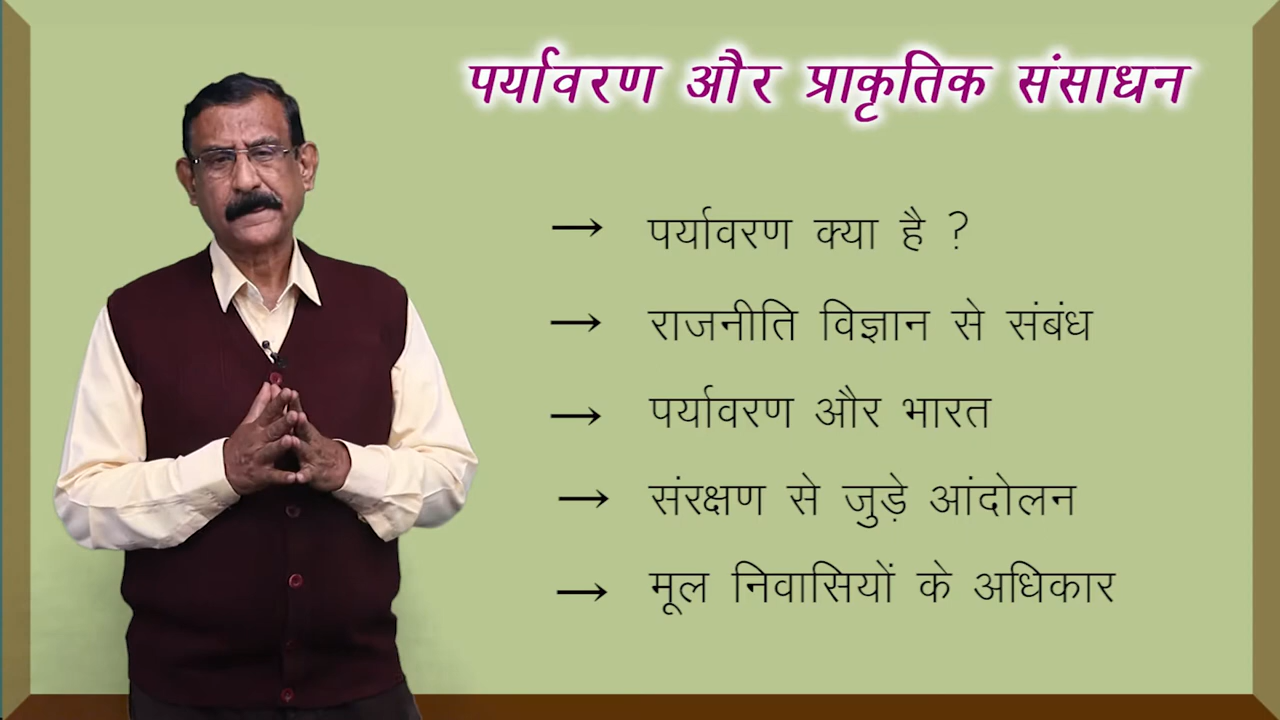 पर्यावरण और प्राकृतिक संसाधन
→ पर्यावरण क्या है ?
→ राजनीति विज्ञान से संबंध
→ पर्यावरण और भारत
→ संरक्षण से जुड़े आंदोलन
→ मूल निवासियों के अधिकार